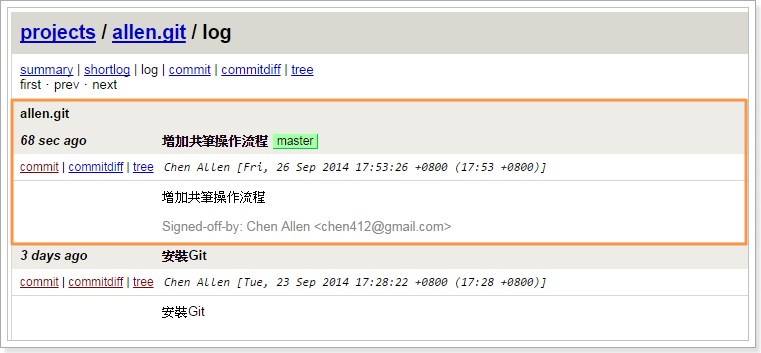 projects / allen.git / log
summary | shortlog | log | commit | commitdiff | tree
first · prev · next
allen.git
68 sec ago 增加共筆操作流程 master
commit | commitdiff | tree Chen Allen [Fri, 26 Sep 2014 17:53:26 +0800 (17:53 +0800)]
增加共筆操作流程
Signed-off-by: Chen Allen <chen412@gmail.com>
3 days ago 安裝Git
commit | commitdiff | tree Chen Allen [Tue, 23 Sep 2014 17:28:22 +0800 (17:28 +0800)]
安裝Git